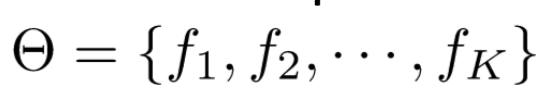 Θ = {f₁, f₂, ⋯ , f_K}